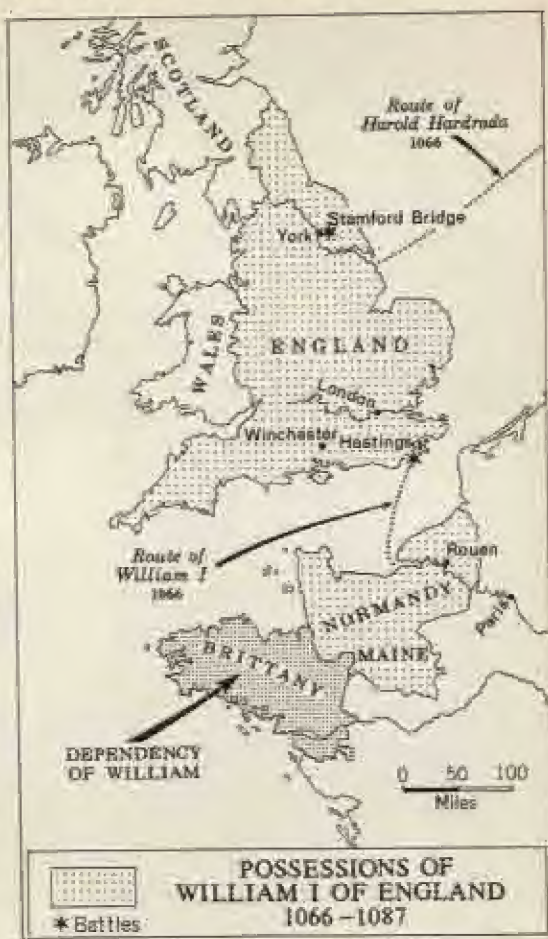 SCOTLAND
Route of
Harold Hardrada
1066
Stamford Bridge
York
WALES
ENGLAND
London
Winchester
Hastings
Route of
William I
1066
Rouen
NORMANDY
Paris
MAINE
BRITTANY
DEPENDENCY
OF WILLIAM
0 50 100
Miles
POSSESSIONS OF
WILLIAM I OF ENGLAND
1066-1087
* Battles